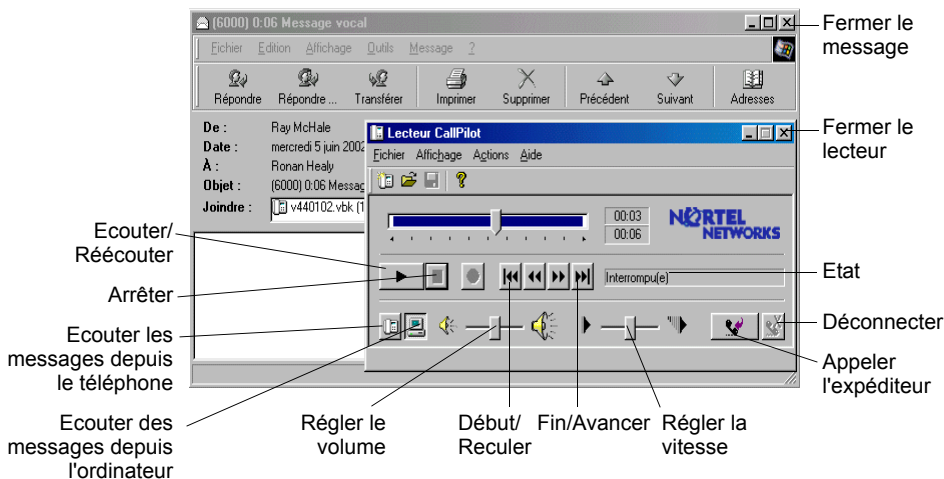 (6000) 0:06 Message vocal
Fermer le
message
Fichier Edition Affichage Outils Message ?
Répondre Répondre ... Transférer Imprimer Supprimer Précédent Suivant Adresses
De : Ray McHale
Date : mercredi 5 juin 2002
À : Ronan Healy
Objet : (6000) 0:06 Messag
Joindre : v440102.vbk (1
Lecteur CallPilot
Fermer le
lecteur
Fichier Affichage Actions Aide
00:03
00:06
NORTEL
NETWORKS
Ecouter/
Réécouter
Interrompu(e)
Etat
Arrêter
Ecouter les
messages depuis
le téléphone
Déconnecter
Appeler
l'expéditeur
Ecouter des
messages depuis
l'ordinateur
Régler le
volume
Début/
Reculer
Fin/Avancer
Régler la
vitesse